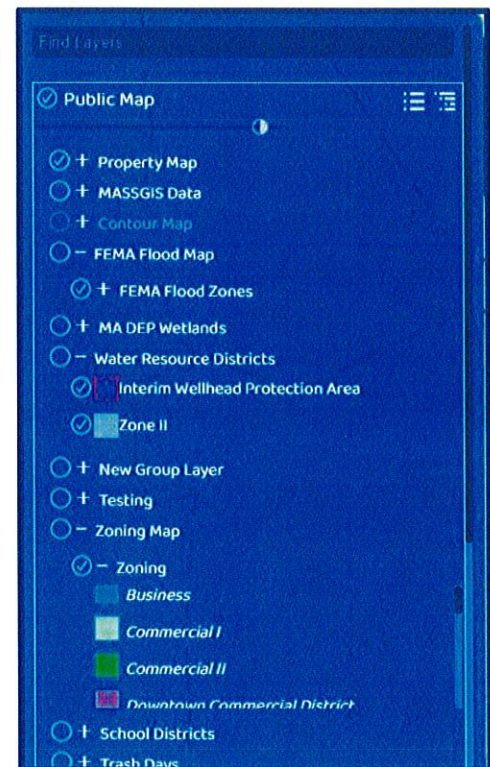 Find Layers
Public Map
Property Map
MASSGIS Data
Contour Map
FEMA Flood Map
FEMA Flood Zones
MA DEP Wetlands
Water Resource Districts
Interim Wellhead Protection Area
Zone II
New Group Layer
Testing
Zoning Map
Zoning
Business
Commercial I
Commercial II
Downtown Commercial District
School Districts
Trash Days